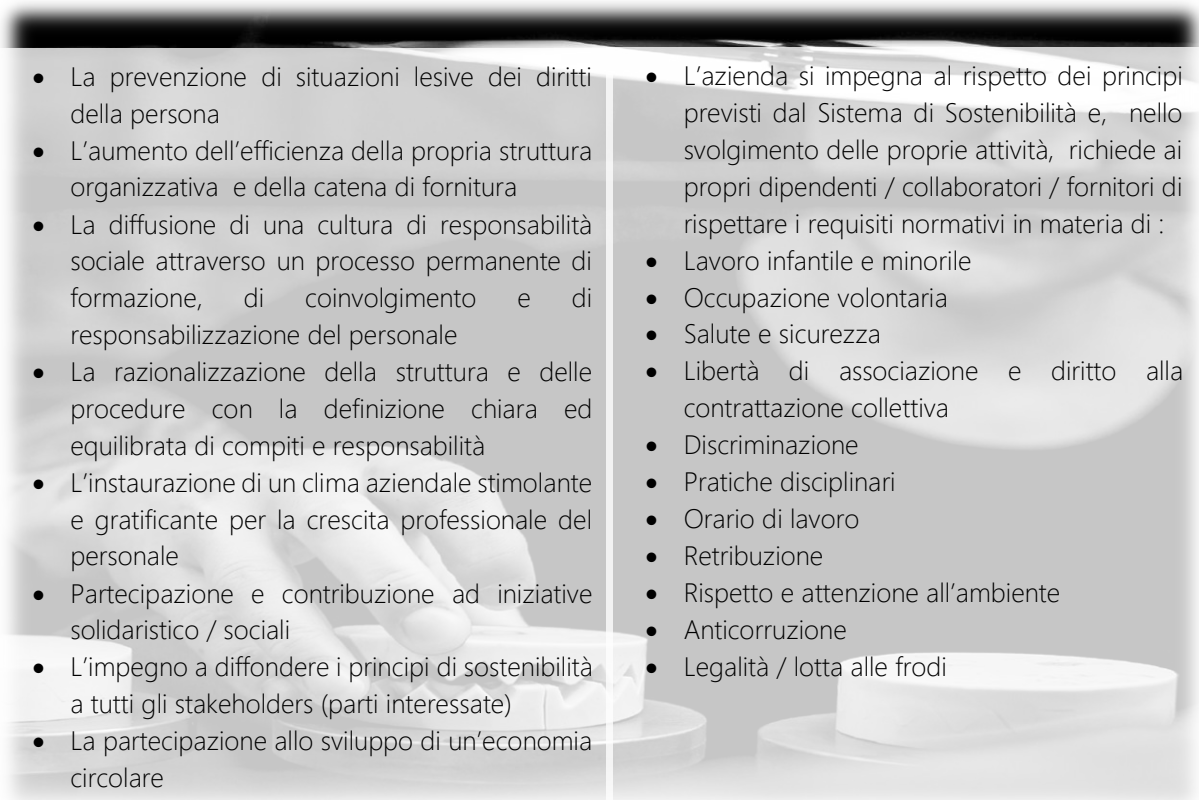 • La prevenzione di situazioni lesive dei diritti
della persona
• L'aumento dell'efficienza della propria struttura
organizzativa e della catena di fornitura
• La diffusione di una cultura di responsabilità
sociale attraverso un processo permanente di
formazione, di coinvolgimento e di
responsabilizzazione del personale
• La razionalizzazione della struttura e delle
procedure con la definizione chiara ed
equilibrata di compiti e responsabilità
• L'instaurazione di un clima aziendale stimolante
e gratificante per la crescita professionale del
personale
• Partecipazione e contribuzione ad iniziative
solidaristico / sociali
• L'impegno a diffondere i principi di sostenibilità
a tutti gli stakeholders (parti interessate)
• La partecipazione allo sviluppo di un'economia
circolare
• L'azienda si impegna al rispetto dei principi
previsti dal Sistema di Sostenibilità e, nello
svolgimento delle proprie attività, richiede ai
propri dipendenti / collaboratori / fornitori di
rispettare i requisiti normativi in materia di :
• Lavoro infantile e minorile
• Occupazione volontaria
• Salute e sicurezza
• Libertà di associazione e diritto alla
contrattazione collettiva
• Discriminazione
• Pratiche disciplinari
• Orario di lavoro
• Retribuzione
• Rispetto e attenzione all'ambiente
• Anticorruzione
• Legalità / lotta alle frodi